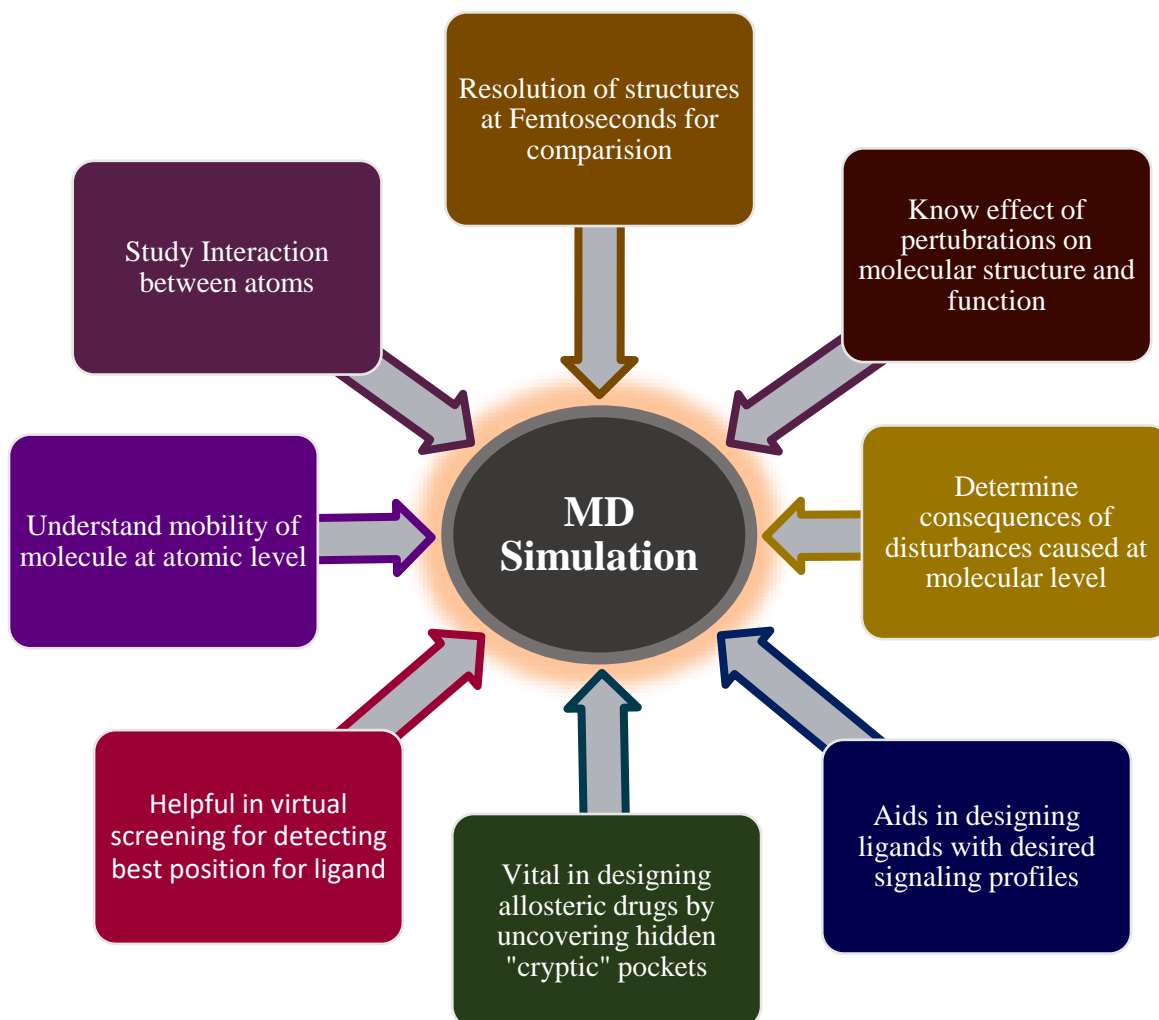 Resolution of structures
at Femtoseconds for
comparision
Know effect of
pertubrations on
molecular structure and
function
Determine
consequences of
disturbances caused at
molecular level
Aids in designing
ligands with desired
signaling profiles
Vital in designing
allosteric drugs by
uncovering hidden
"cryptic" pockets
Helpful in virtual
screening for detecting
best position for ligand
Understand mobility of
molecule at atomic level
Study Interaction
between atoms
MD
Simulation